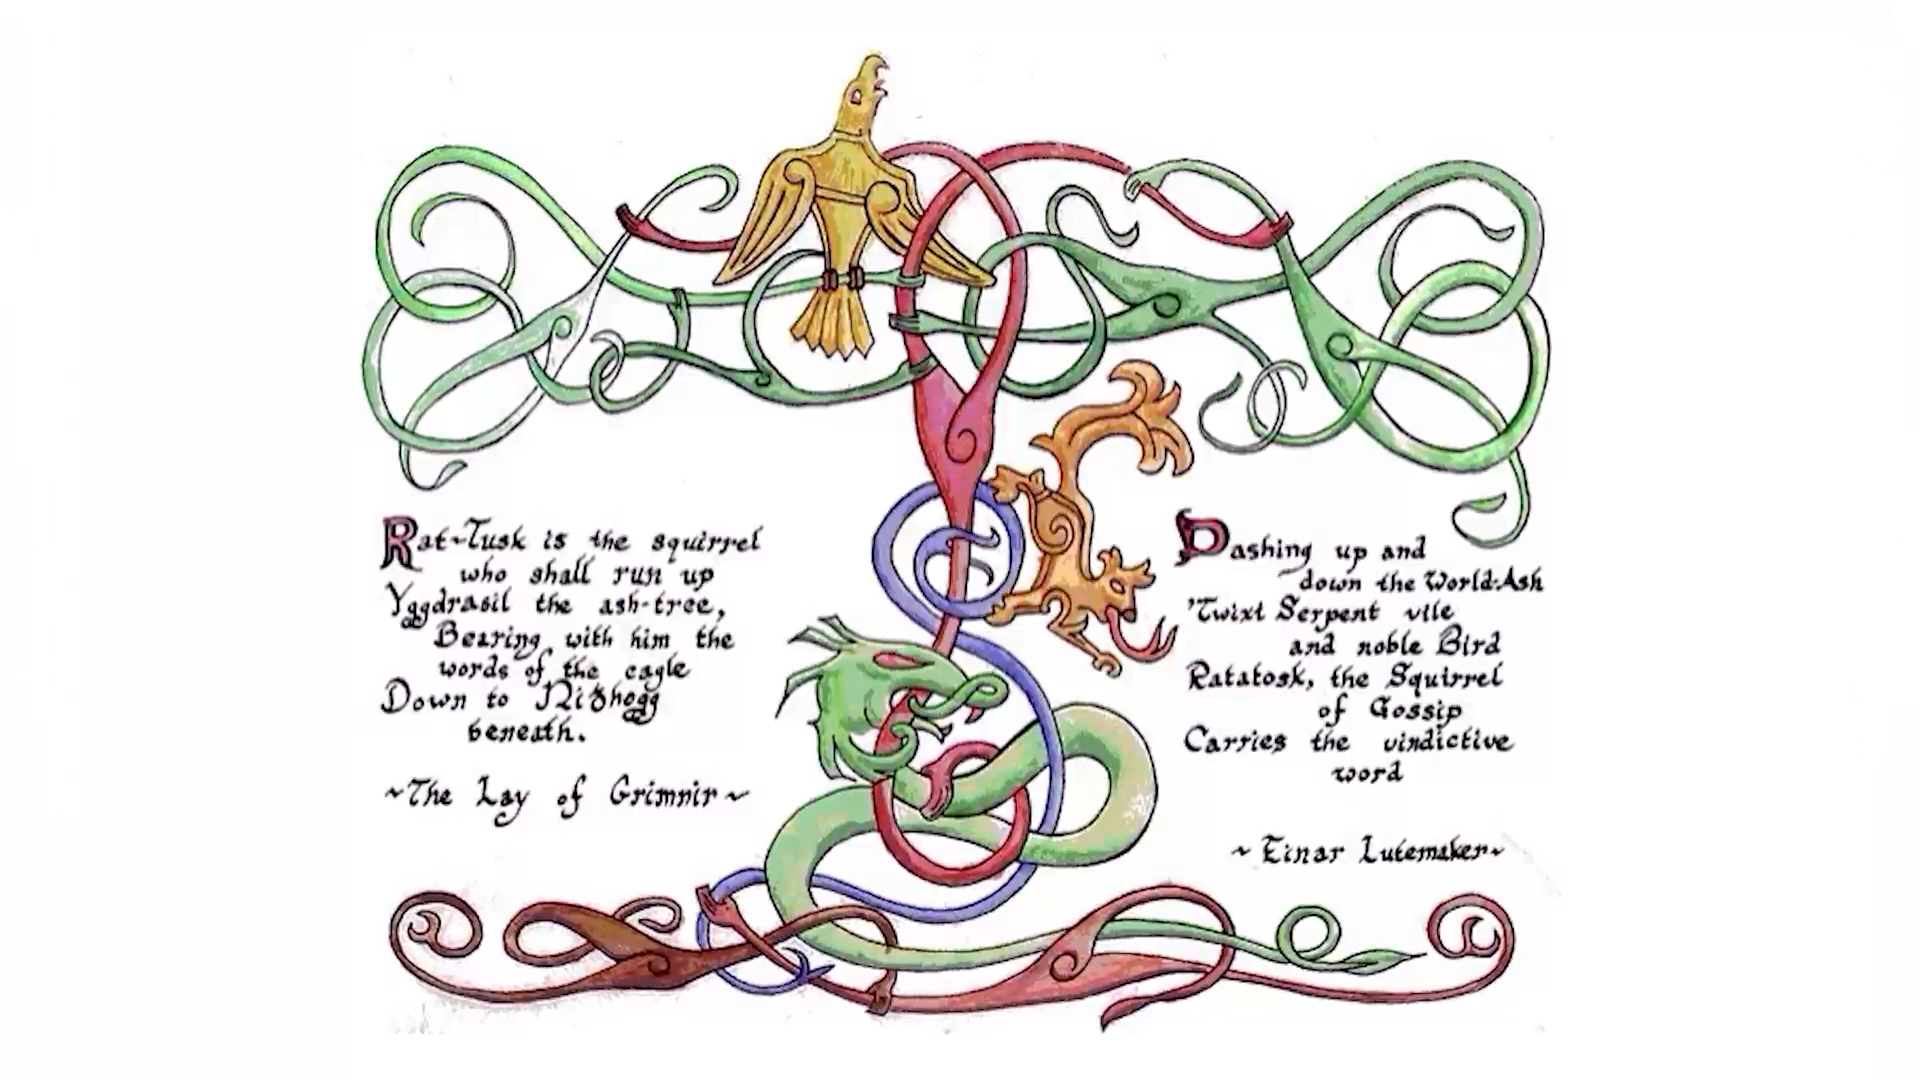 Rat-Tusk is the squirrel
who shall run up
Yggdrasil the ash-tree,
Bearing with him the
words of the eagle
Down to Niðhogg
beneath.
~The Lay of Grimnir~
Dashing up and
down the World-Ash
'Twixt Serpent vile
and noble Bird
Ratatosk, the Squirrel
of Gossip
Carries the vindictive
word
~Einar Lutemaker~